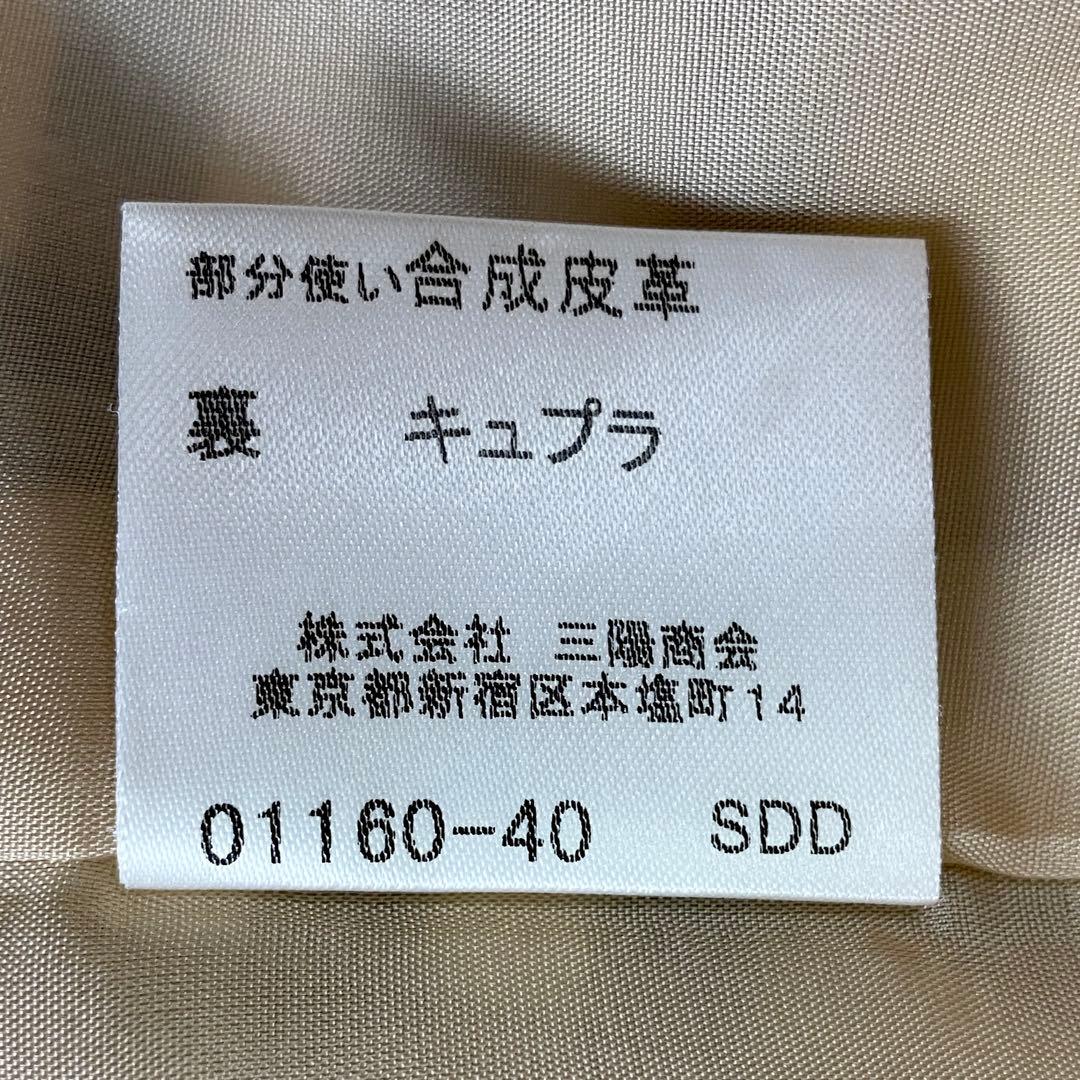 部分使い合成皮革
裏 キュプラ
株式会社 三陽商会
東京都新宿区本塩町14
01160-40 SDD